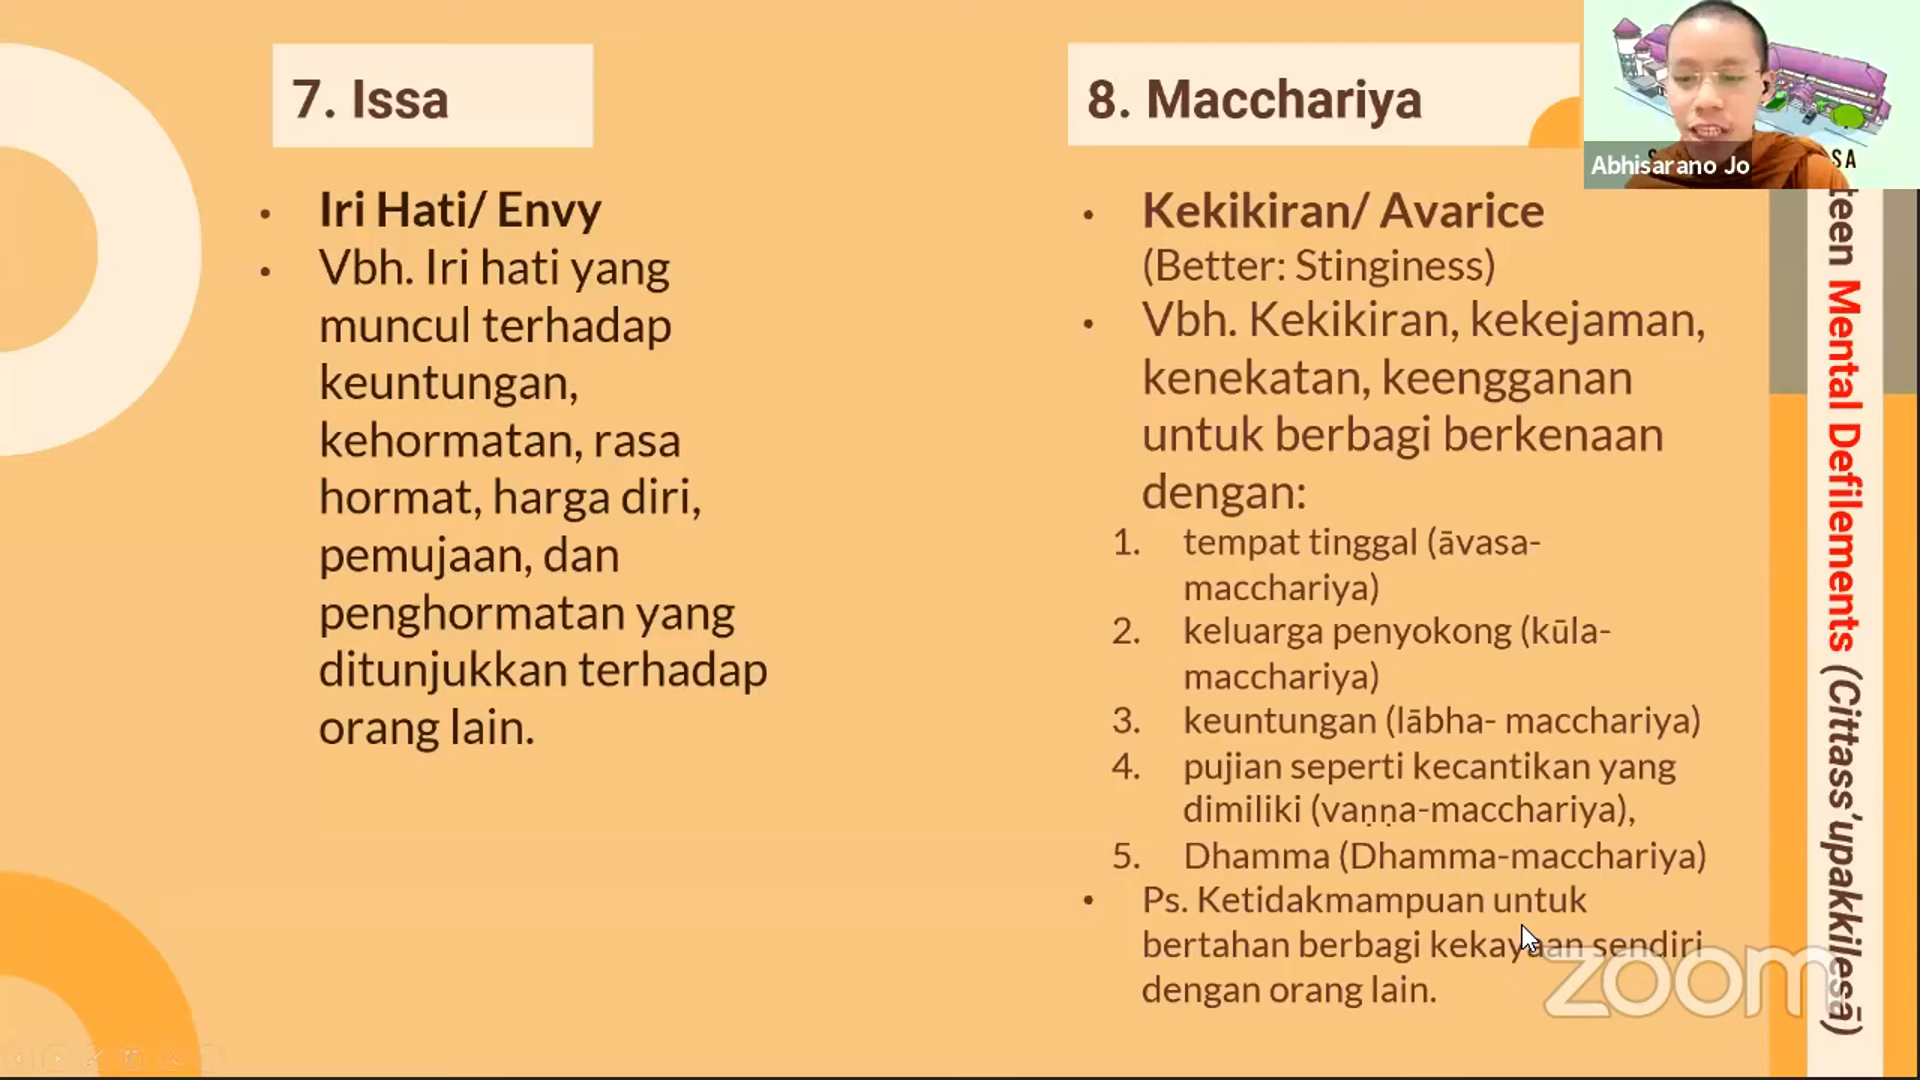 7. Issa
Iri Hati/ Envy
Vbh. Iri hati yang
muncul terhadap
keuntungan,
kehormatan, rasa
hormat, harga diri,
pemujaan, dan
penghormatan yang
ditunjukkan terhadap
orang lain.
8. Macchariya
Kekikiran/ Avarice
(Better: Stinginess)
Vbh. Kekikiran, kekejaman,
kenekatan, keengganan
untuk berbagi berkenaan
dengan:
1. tempat tinggal (āvasa-
macchariya)
2. keluarga penyokong (kūla-
macchariya)
3. keuntungan (lābha- macchariya)
4. pujian seperti kecantikan yang
dimiliki (vaṇṇa-macchariya),
5. Dhamma (Dhamma-macchariya)
Ps. Ketidakmampuan untuk
bertahan berbagi kekayaan sendiri
dengan orang lain.
Abhisarano Jo
teen Mental Defilements (Cittass'upakkilesā)
zoom